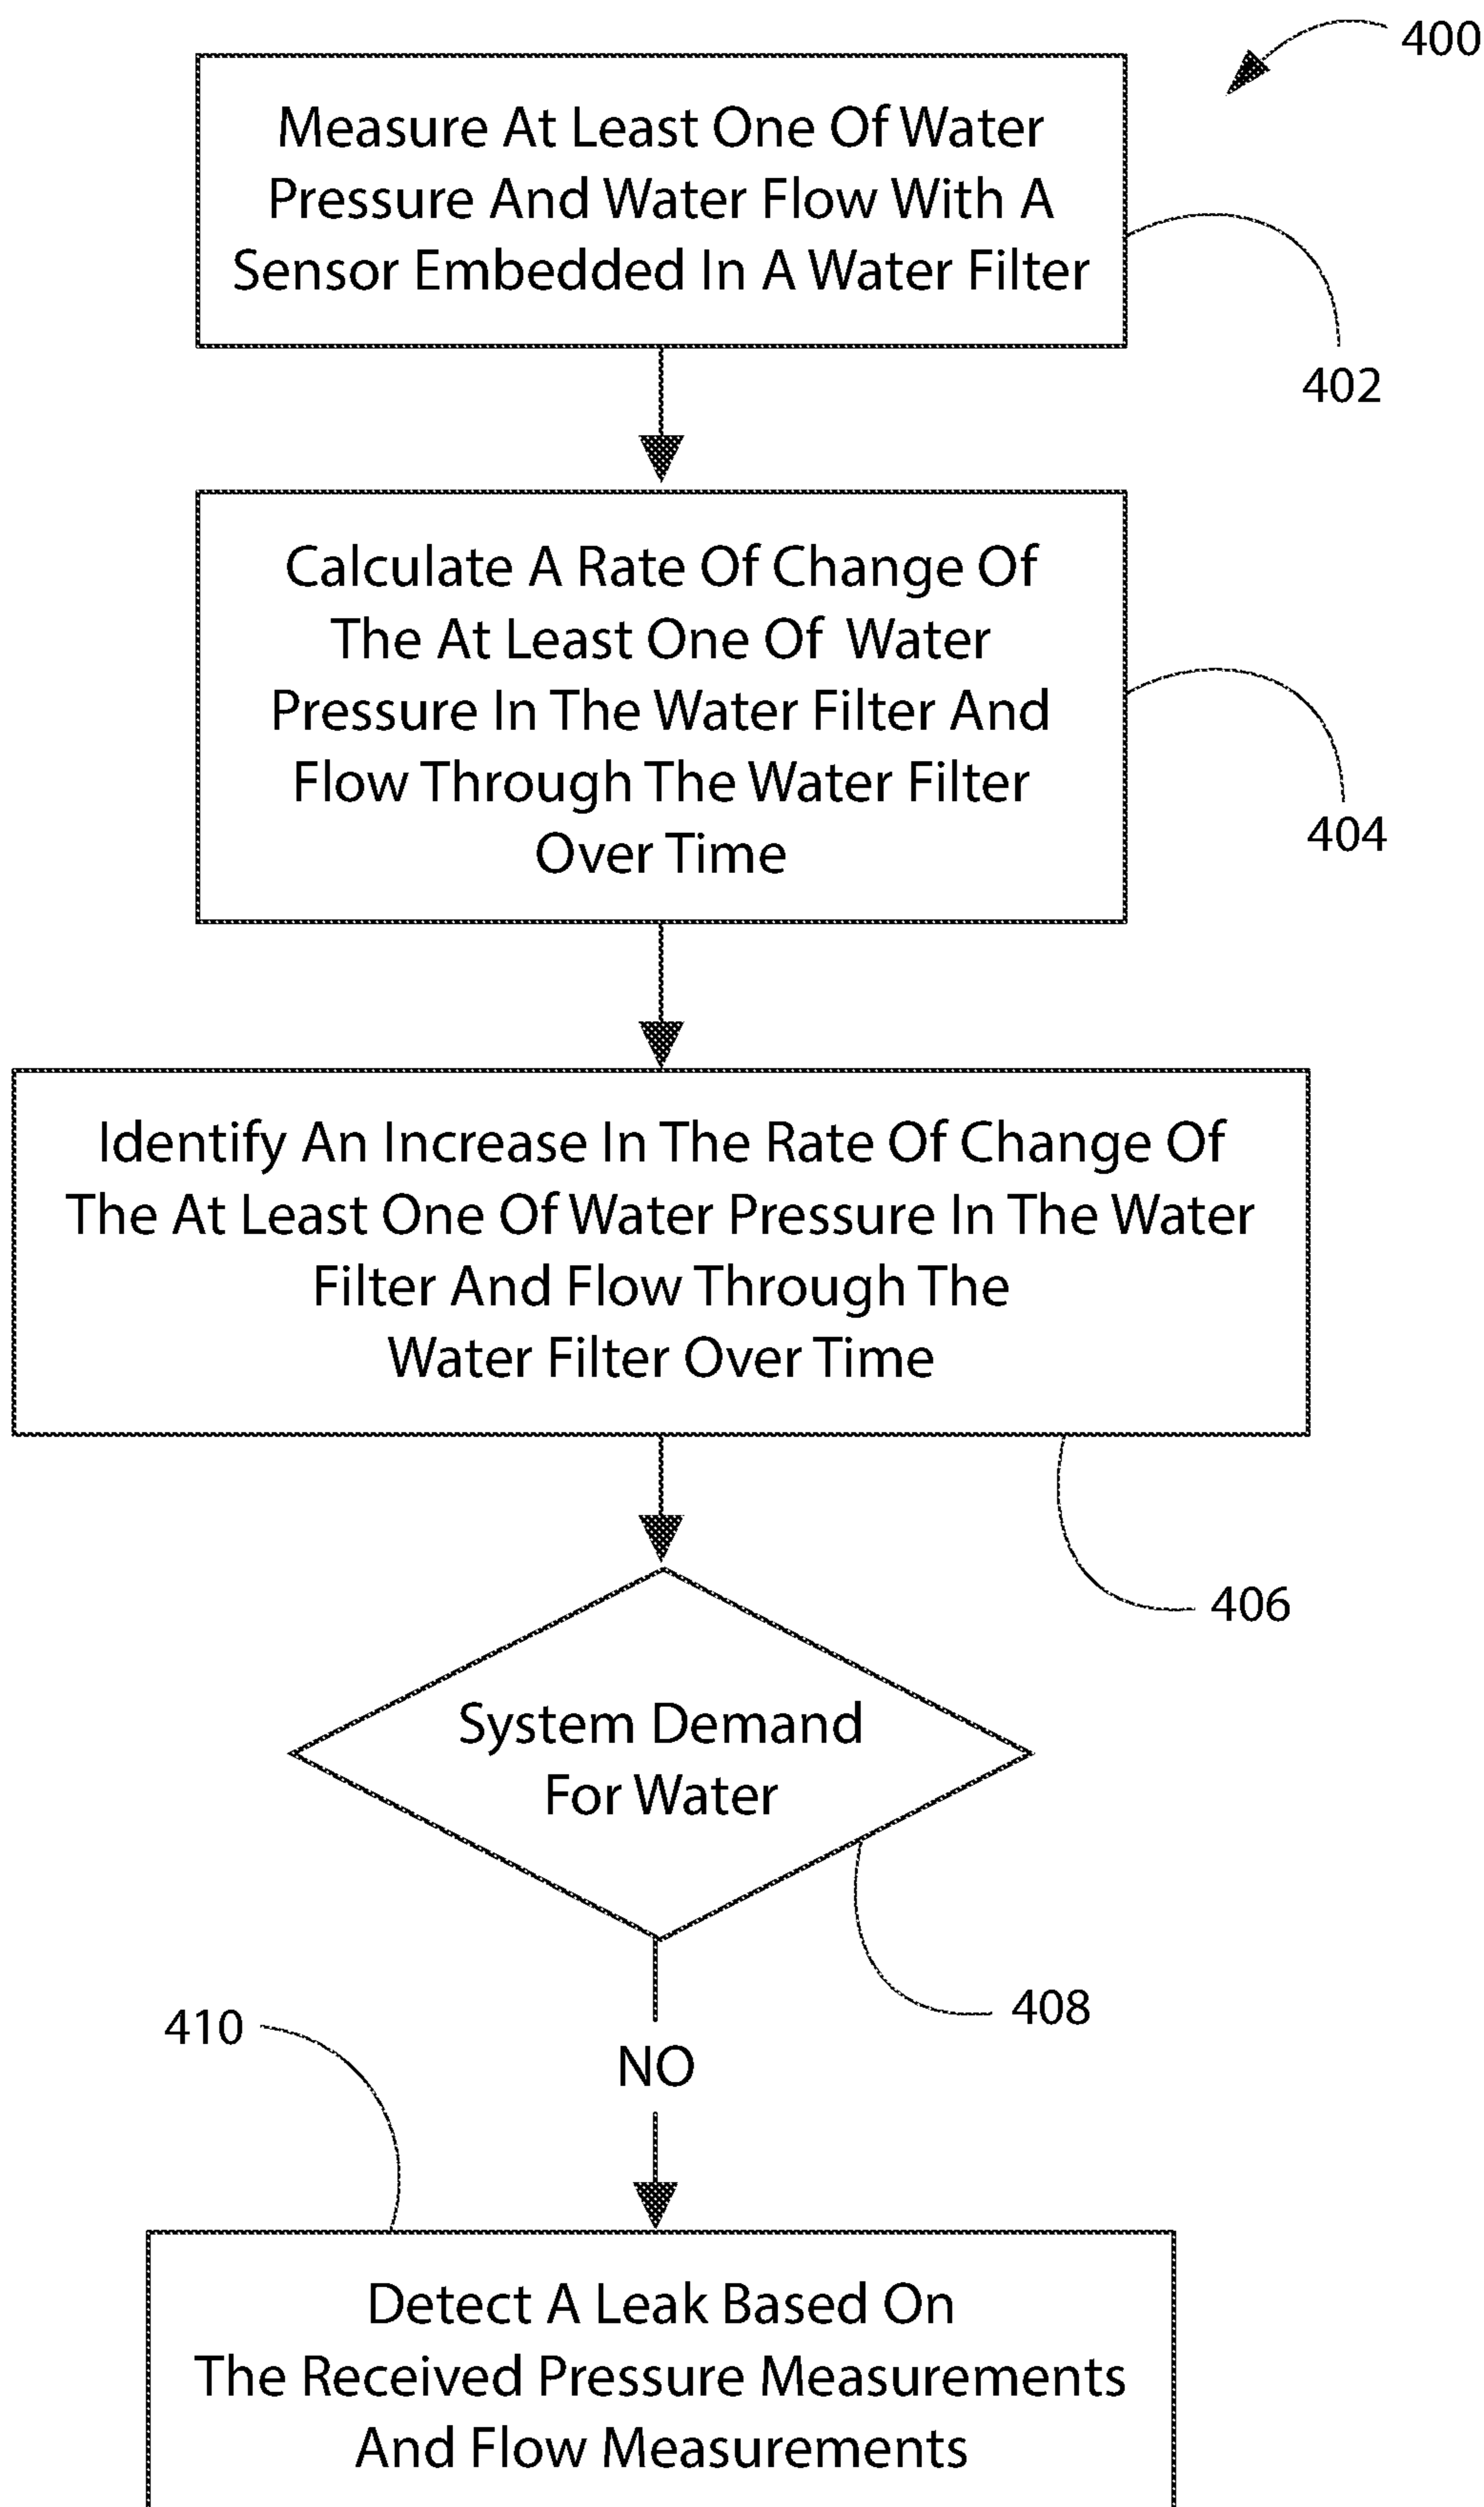 400
Measure At Least One Of Water
Pressure And Water Flow With A
Sensor Embedded In A Water Filter
402
Calculate A Rate Of Change Of
The At Least One Of Water
Pressure In The Water Filter And
Flow Through The Water Filter
Over Time
404
Identify An Increase In The Rate Of Change Of
The At Least One Of Water Pressure In The Water
Filter And Flow Through The
Water Filter Over Time
406
System Demand
For Water
408
410
NO
Detect A Leak Based On
The Received Pressure Measurements
And Flow Measurements